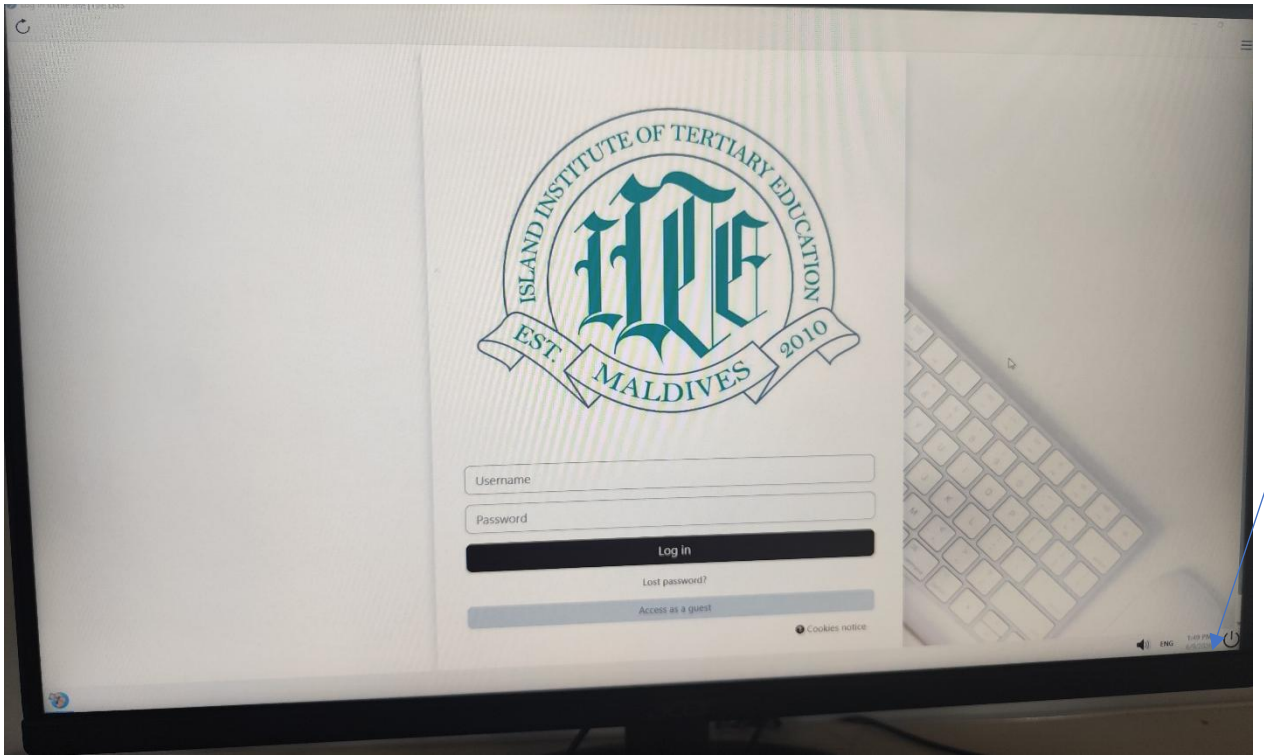 ISLAND INSTITUTE OF TERTIARY EDUCATION
IITE
EST. MALDIVES 2010
Username
Password
Log in
Lost password?
Access as a guest
Cookies notice
ENG